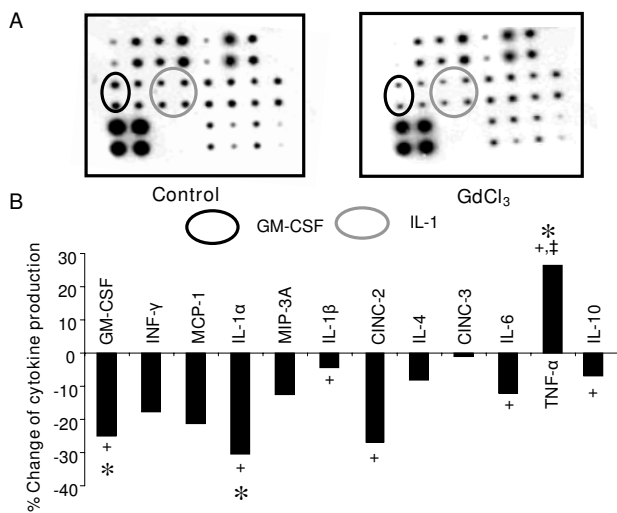 A
Control
GdCl₃
B
GM-CSF
IL-1
% Change of cytokine production
30
20
10
0
-10
-20
-30
-40
GM-CSF
INF-γ
MCP-1
IL-1α
MIP-3A
IL-1β
CINC-2
IL-4
CINC-3
IL-6
TNF-α
IL-10
*
+,‡
+
*
+
*
+
+
+
+